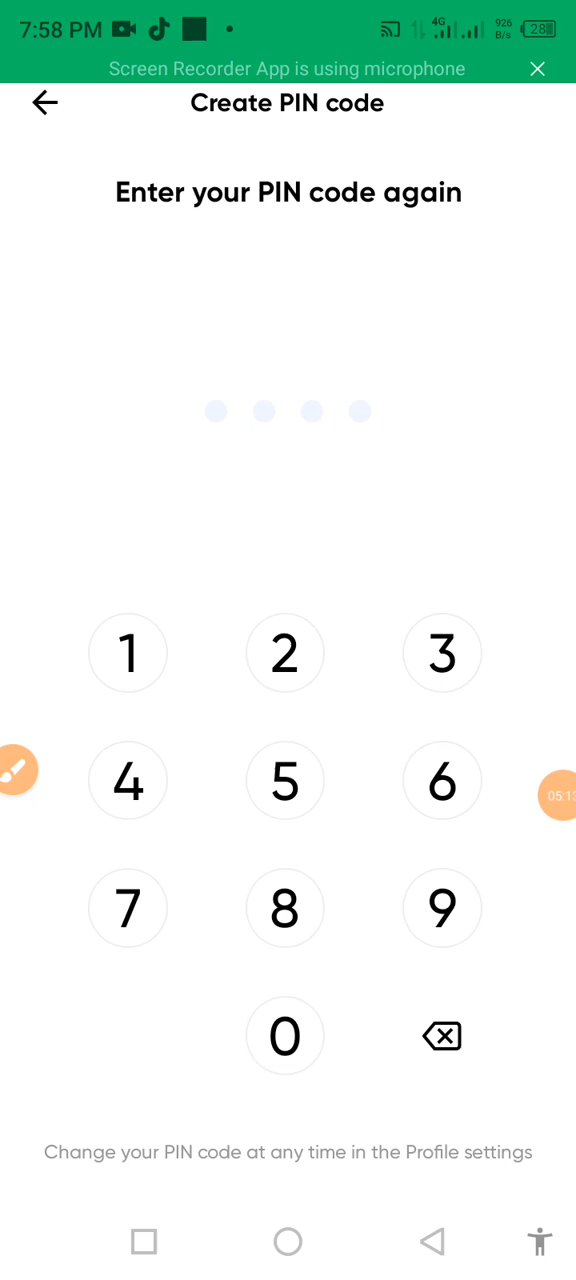 7:58 PM 4G 926 B/s 28
Screen Recorder App is using microphone
Create PIN code
Enter your PIN code again
1 2 3
4 5 6
05:13
7 8 9
0
Change your PIN code at any time in the Profile settings